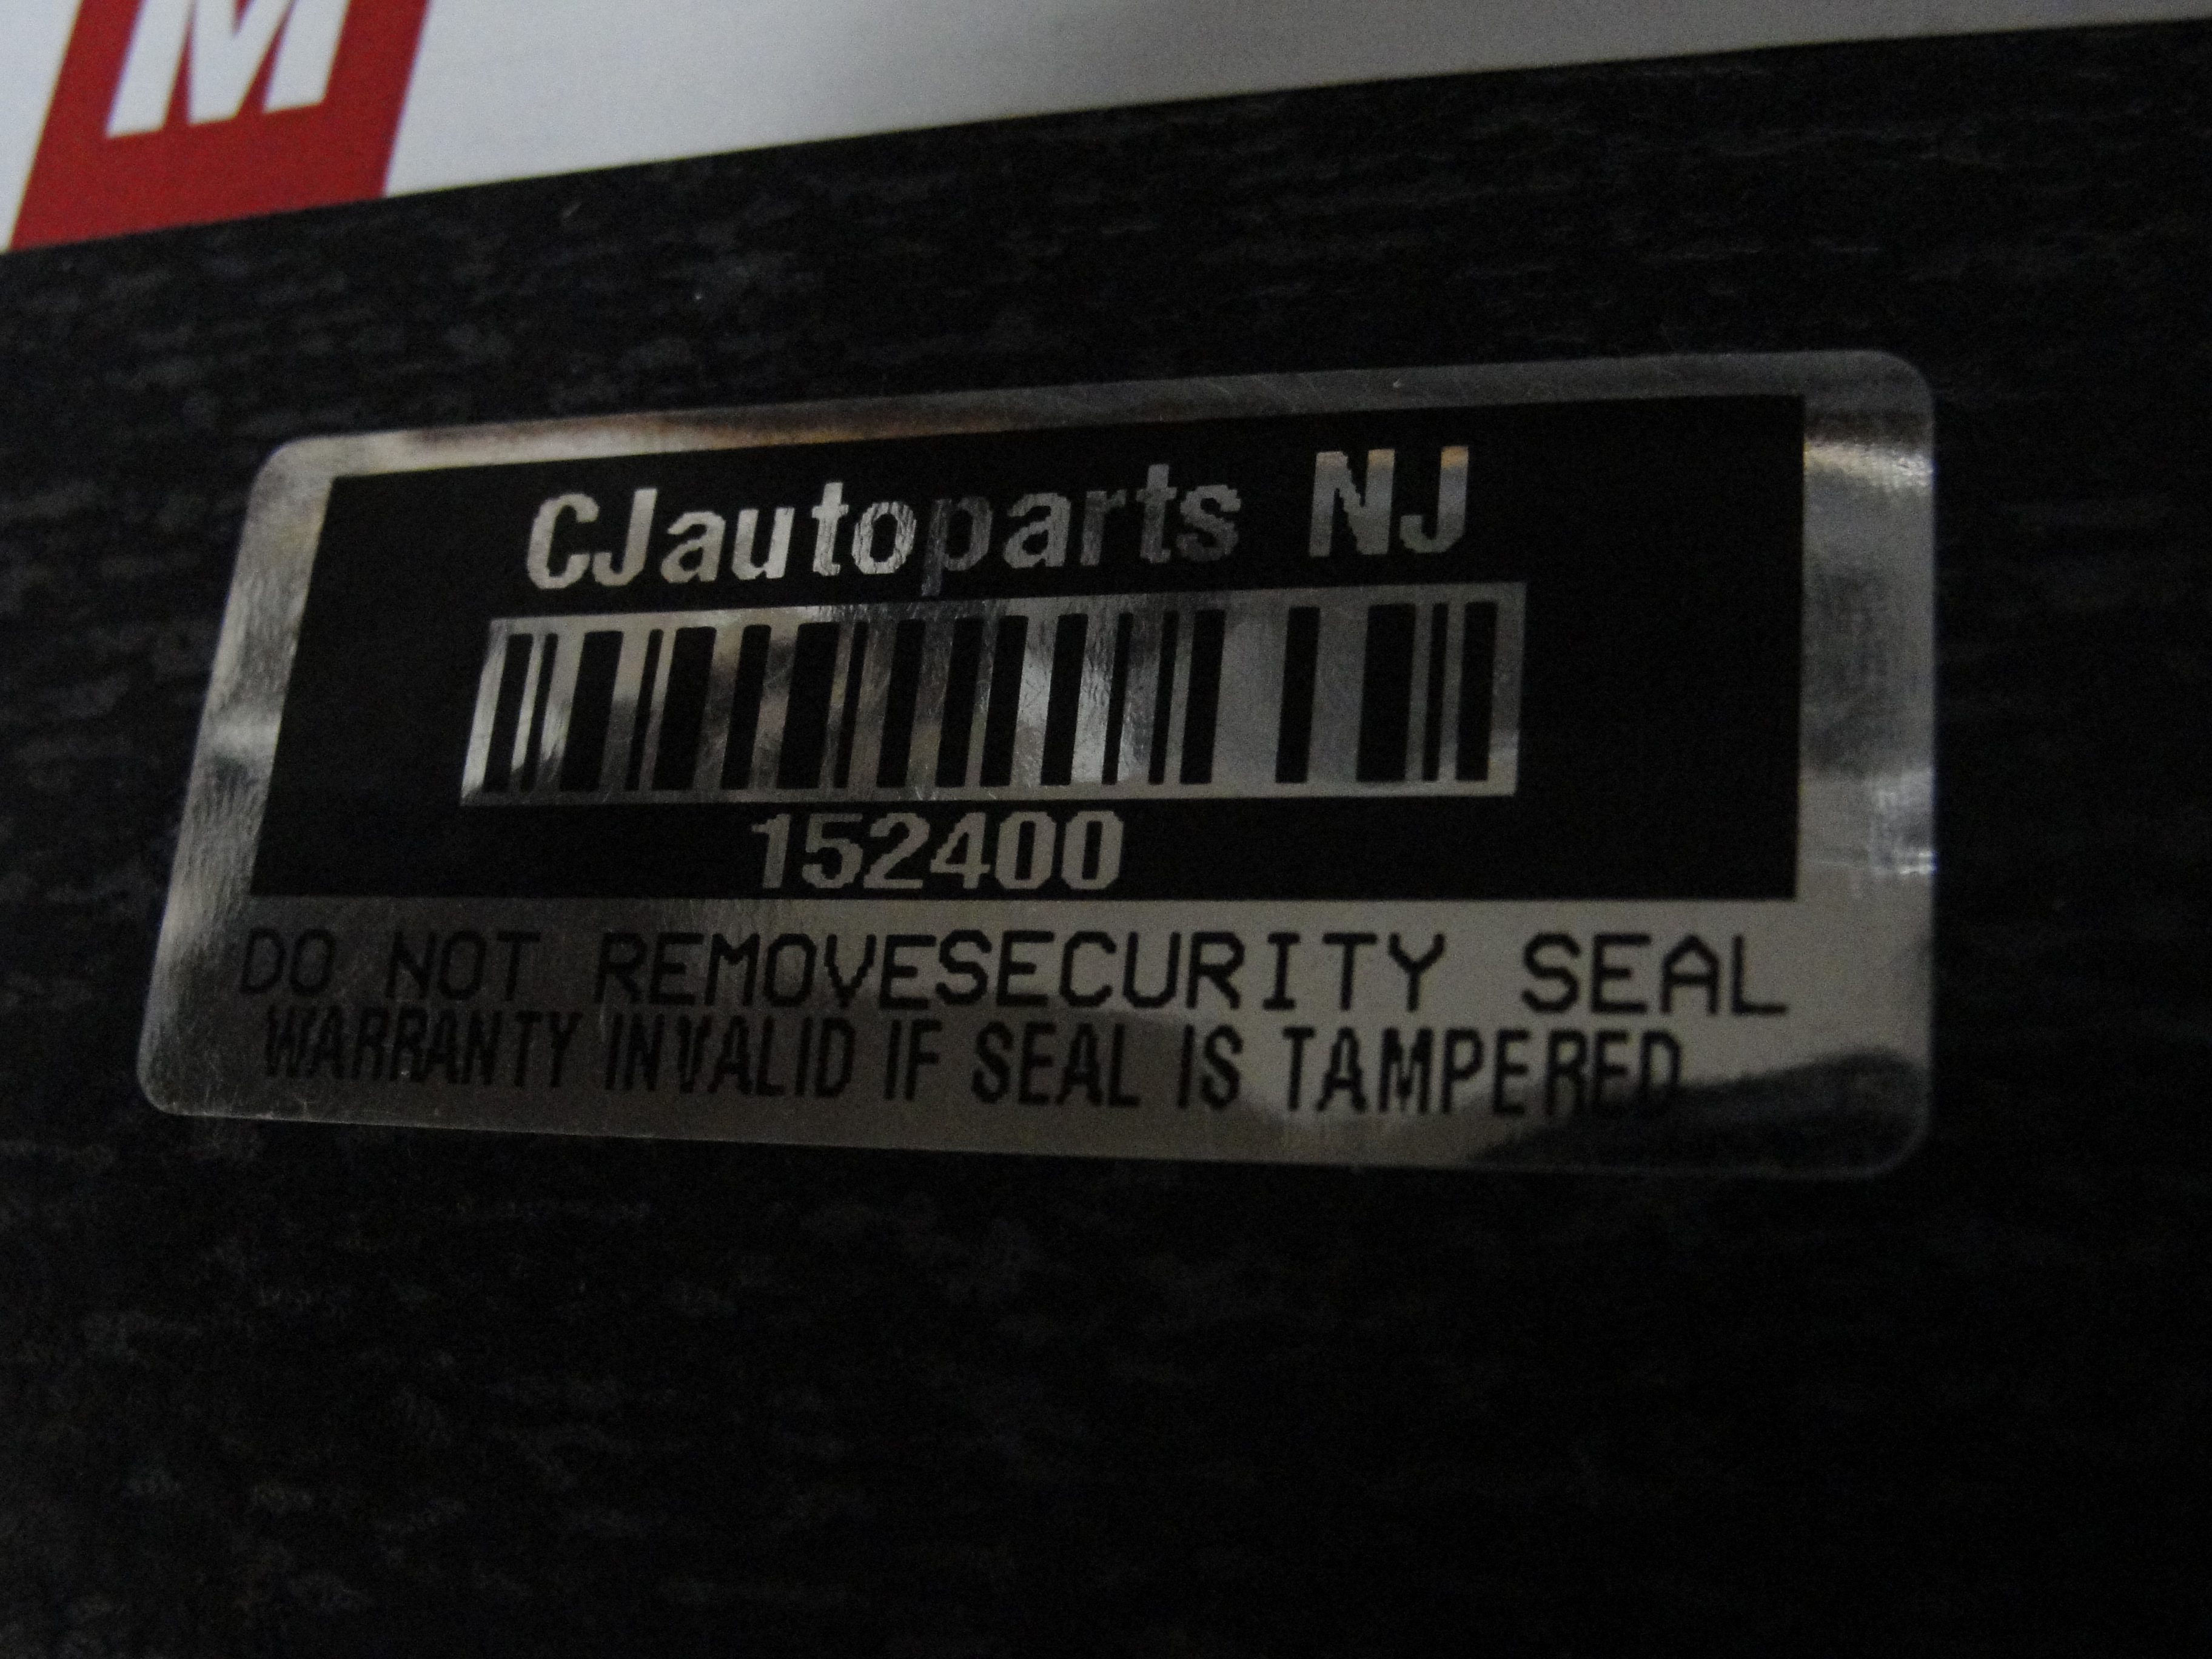 M
CJautoparts NJ
152400
DO NOT REMOVESECURITY SEAL
WARRANTY INVALID IF SEAL IS TAMPERED